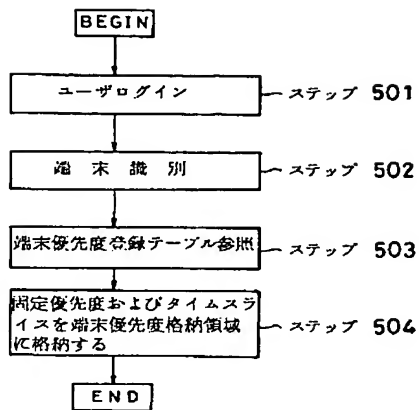 BEGIN
ユーザログイン
ステップ 501
端末識別
ステップ 502
端末優先度登録テーブル参照
ステップ 503
固定優先度およびタイムスラ
イスを端末優先度格納領域
に格納する
ステップ 504
END